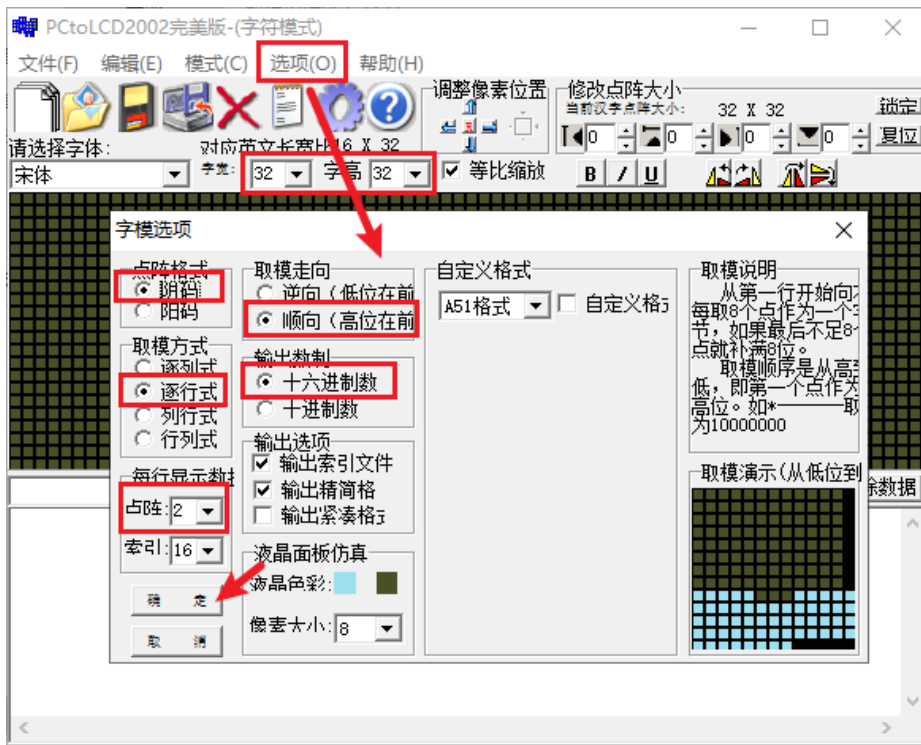 PCtoLCD2002完美版-(字符模式)
文件(F) 编辑(E) 模式(C) 选项(O) 帮助(H)
调整像素位置
修改点阵大小
当前汉字点阵大小: 32 X 32 锁定
0 0 0 0 复位
请选择字体: 对应英文长宽比16 X 32
宋体 字宽: 32 字高 32 等比缩放 B I U
字模选项
点阵格式
阴码
阳码
取模方式
逐列式
逐行式
列行式
行列式
每行显示数据
点阵: 2
索引: 16
确 定
取 消
取模走向
逆向（低位在前
顺向（高位在前
输出数制
十六进制数
十进制数
输出选项
输出索引文件
输出精简格
输出紧凑格式
液晶面板仿真
液晶色彩:
像素大小: 8
自定义格式
A51格式 自定义格式
取模说明
从第一行开始向
每取8个点作为一个字
节，如果最后不足8个
点就补满8位。
取模顺序是从高到
低，即第一个点作为
高位。如*———取
为10000000
取模演示(从低位到
除数据